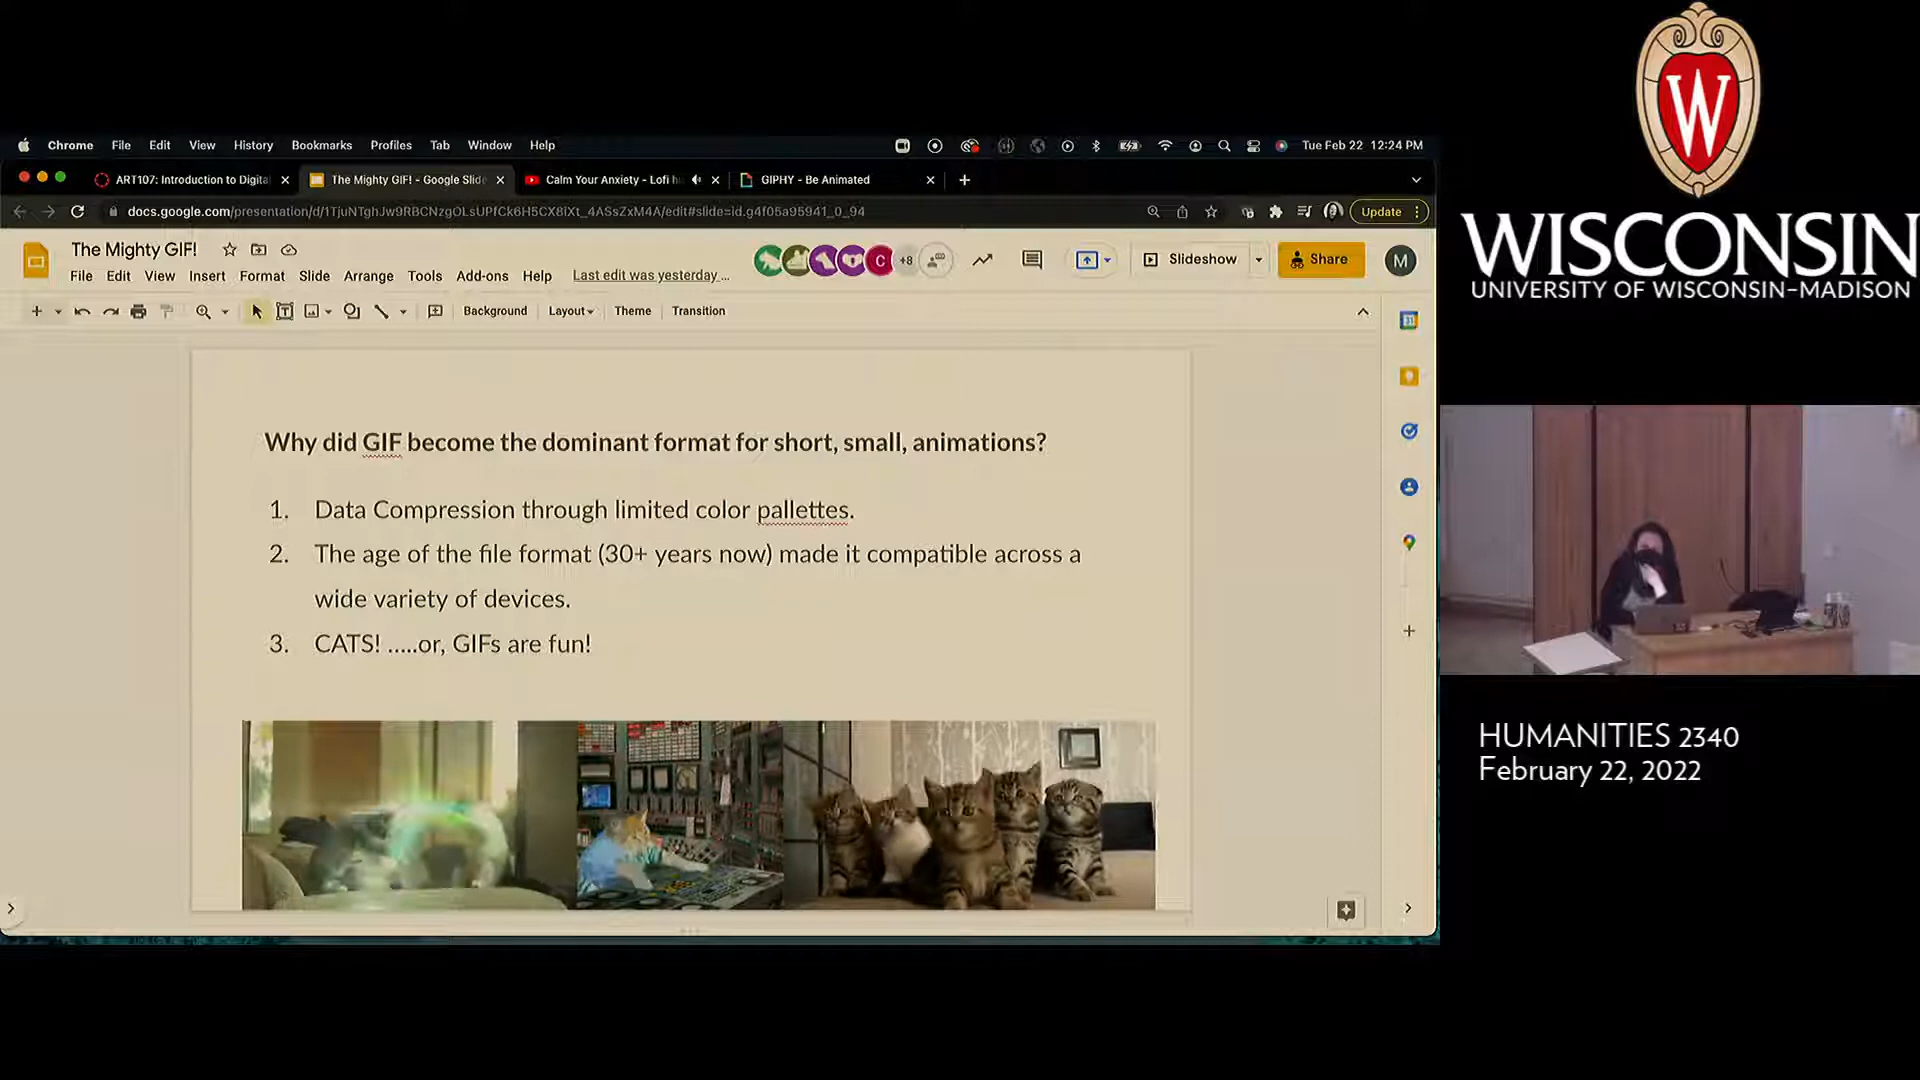 Chrome File Edit View History Bookmarks Profiles Tab Window Help
Tue Feb 22 12:24 PM
ART107: Introduction to Digital
The Mighty GIF! - Google Slide
Calm Your Anxiety - Lofi h
GIPHY - Be Animated
docs.google.com/presentation/d/1TjuNTghJw9RBCNzgOLsUPfCk6H5CX8lXt_4ASsZxM4A/edit#slide=id.g4f05a95941_0_94
Update
The Mighty GIF!
File Edit View Insert Format Slide Arrange Tools Add-ons Help
Last edit was yesterday ...
C
+8
Slideshow
Share
M
Background Layout Theme Transition
Why did GIF become the dominant format for short, small, animations?
1. Data Compression through limited color pallettes.
2. The age of the file format (30+ years now) made it compatible across a
wide variety of devices.
3. CATS! .....or, GIFs are fun!
W
WISCONSIN
UNIVERSITY OF WISCONSIN–MADISON
HUMANITIES 2340
February 22, 2022